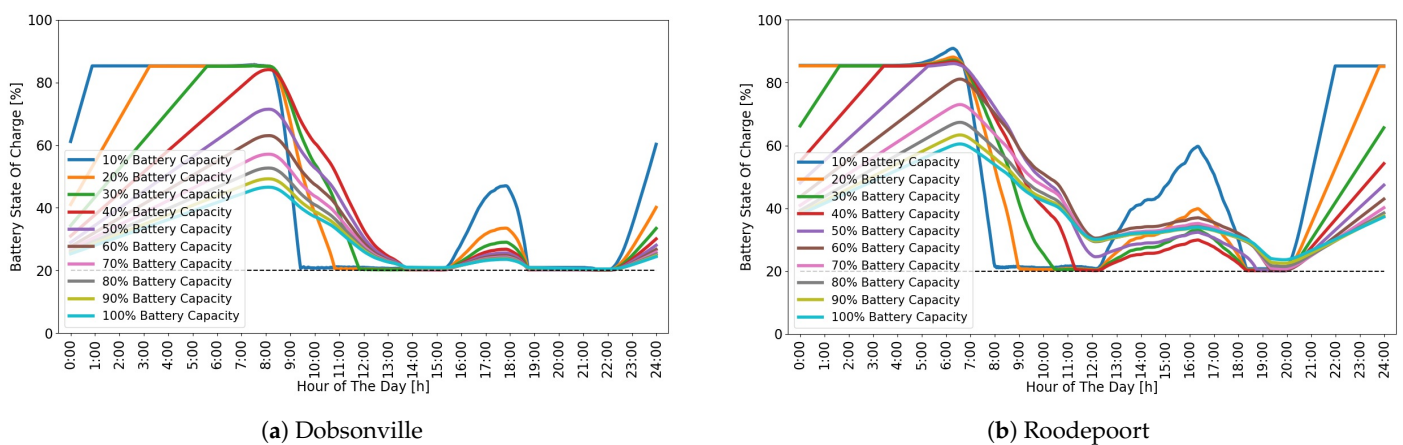 100
80
60
40
20
0
Battery State Of Charge [%]
10% Battery Capacity
20% Battery Capacity
30% Battery Capacity
40% Battery Capacity
50% Battery Capacity
60% Battery Capacity
70% Battery Capacity
80% Battery Capacity
90% Battery Capacity
100% Battery Capacity
0:00 1:00 2:00 3:00 4:00 5:00 6:00 7:00 8:00 9:00 10:00 11:00 12:00 13:00 14:00 15:00 16:00 17:00 18:00 19:00 20:00 21:00 22:00 23:00 24:00
Hour of The Day [h]
(a) Dobsonville
100
80
60
40
20
0
Battery State Of Charge [%]
10% Battery Capacity
20% Battery Capacity
30% Battery Capacity
40% Battery Capacity
50% Battery Capacity
60% Battery Capacity
70% Battery Capacity
80% Battery Capacity
90% Battery Capacity
100% Battery Capacity
0:00 1:00 2:00 3:00 4:00 5:00 6:00 7:00 8:00 9:00 10:00 11:00 12:00 13:00 14:00 15:00 16:00 17:00 18:00 19:00 20:00 21:00 22:00 23:00 24:00
Hour of The Day [h]
(b) Roodepoort